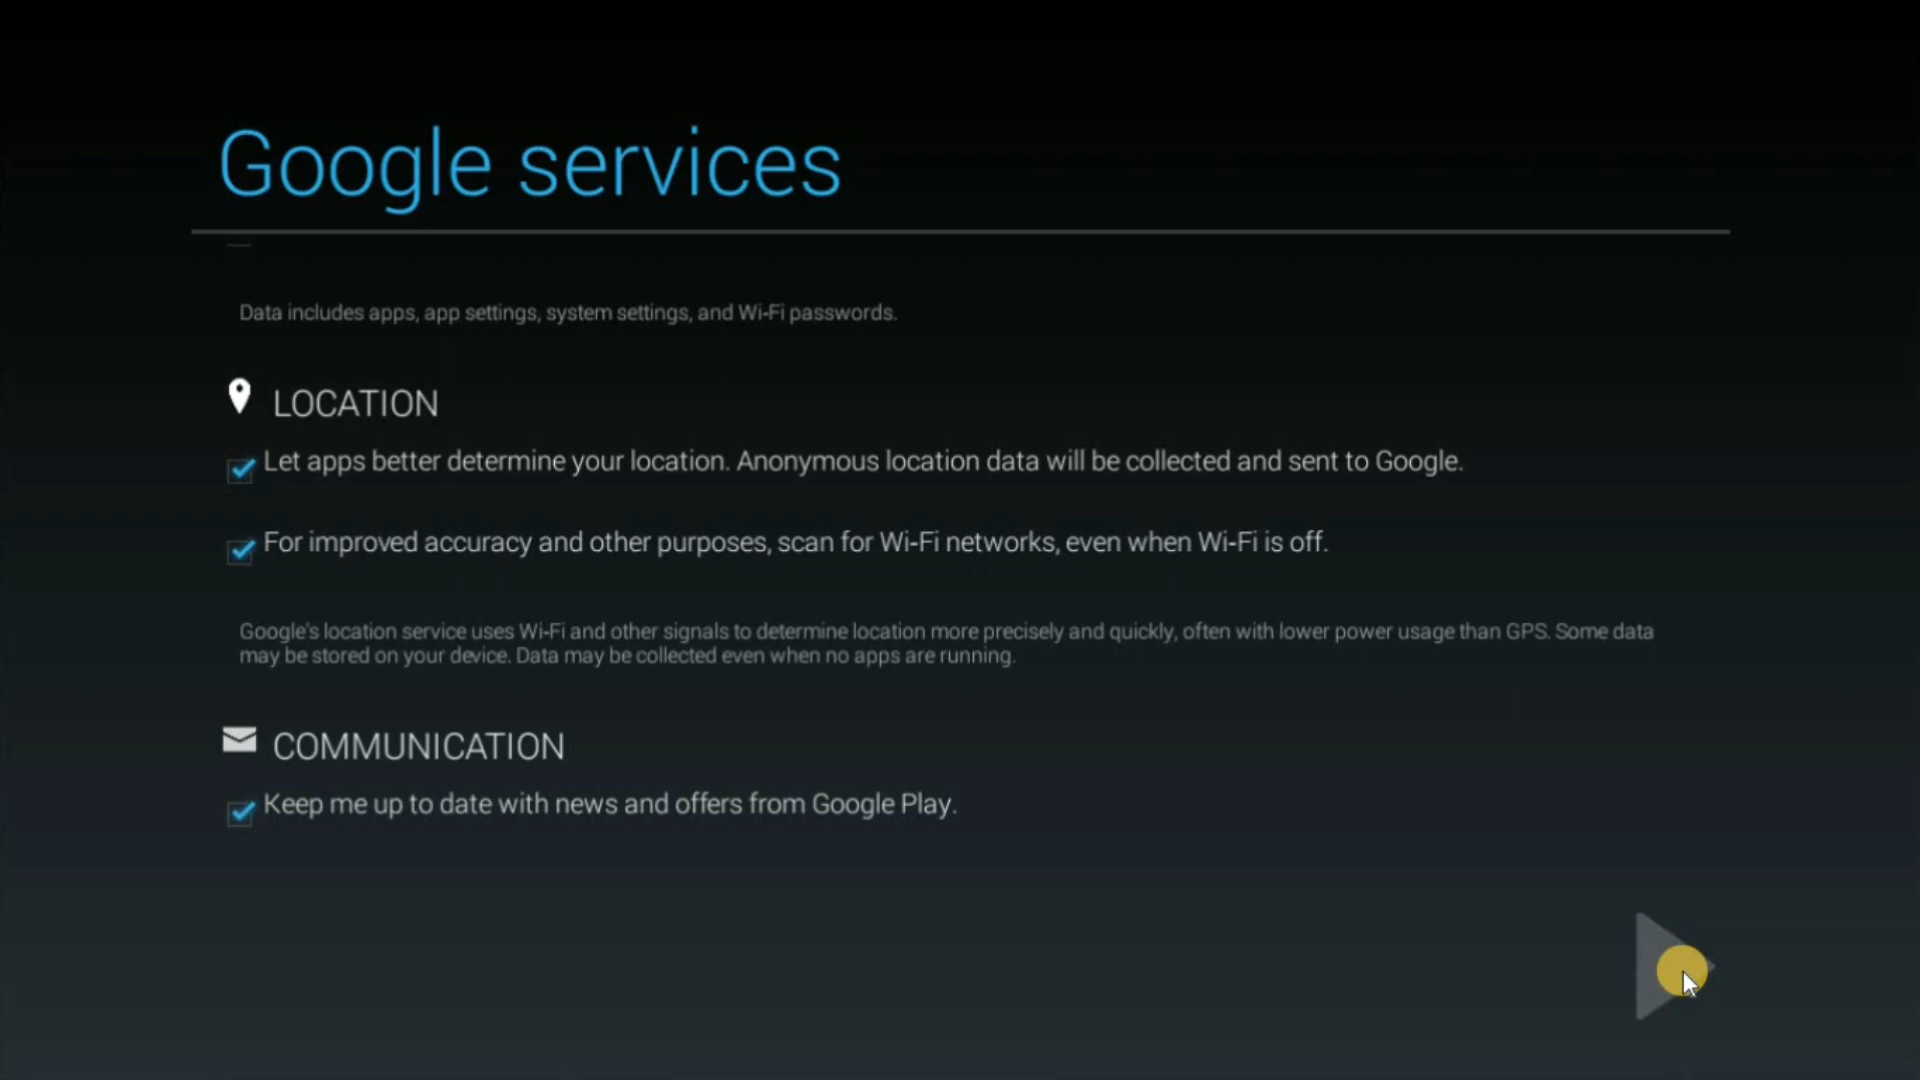 Google services
Data includes apps, app settings, system settings, and Wi-Fi passwords.
LOCATION
Let apps better determine your location. Anonymous location data will be collected and sent to Google.
For improved accuracy and other purposes, scan for Wi-Fi networks, even when Wi-Fi is off.
Google's location service uses Wi-Fi and other signals to determine location more precisely and quickly, often with lower power usage than GPS. Some data
may be stored on your device. Data may be collected even when no apps are running.
COMMUNICATION
Keep me up to date with news and offers from Google Play.